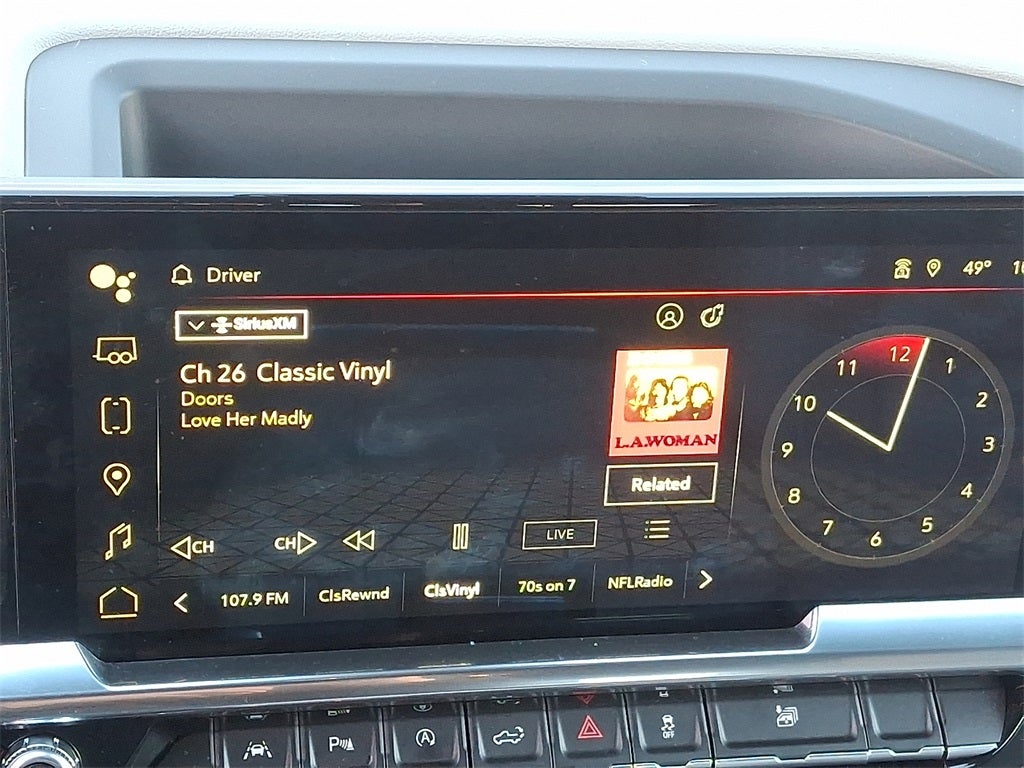 Driver
49°
SiriusXM
Ch 26 Classic Vinyl
Doors
Love Her Madly
L.A.WOMAN
Related
12
1
2
3
4
5
6
7
8
9
10
11
CH
CH
LIVE
107.9 FM
ClsRewnd
ClsVinyl
70s on 7
NFLRadio
P
A
OFF